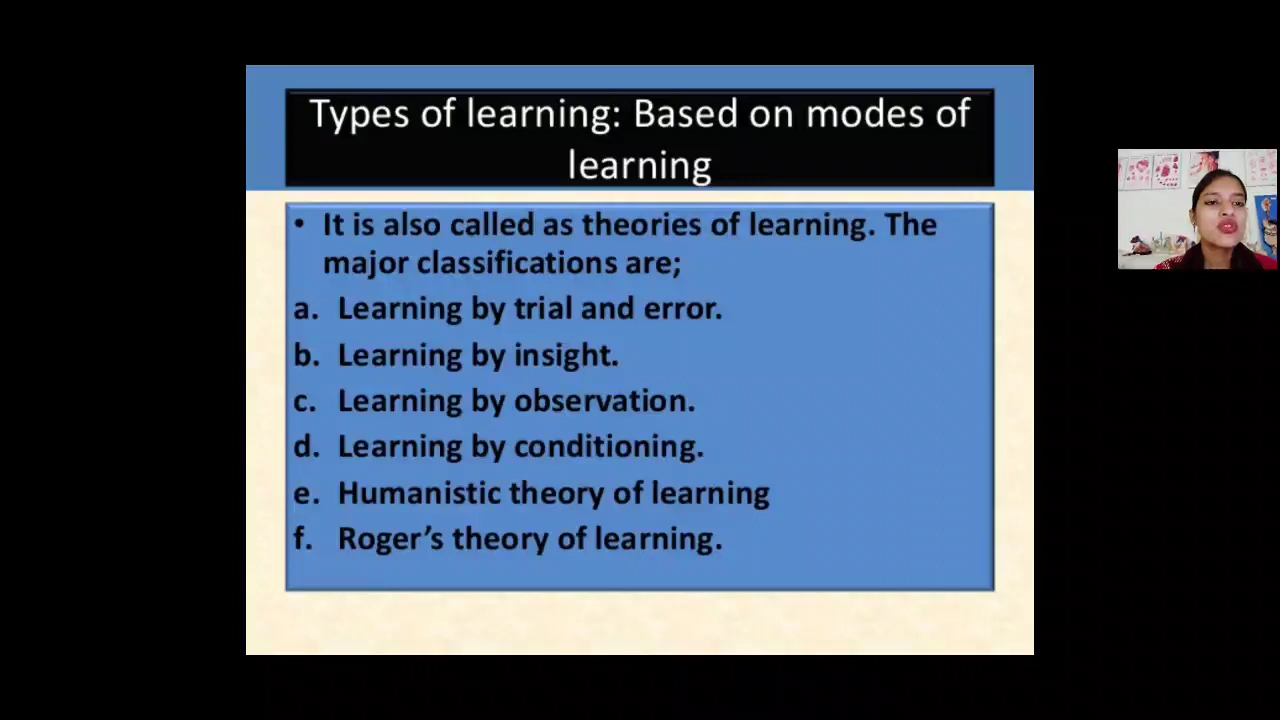 Types of learning: Based on modes of
learning
• It is also called as theories of learning. The
major classifications are;
a. Learning by trial and error.
b. Learning by insight.
c. Learning by observation.
d. Learning by conditioning.
e. Humanistic theory of learning
f. Roger’s theory of learning.